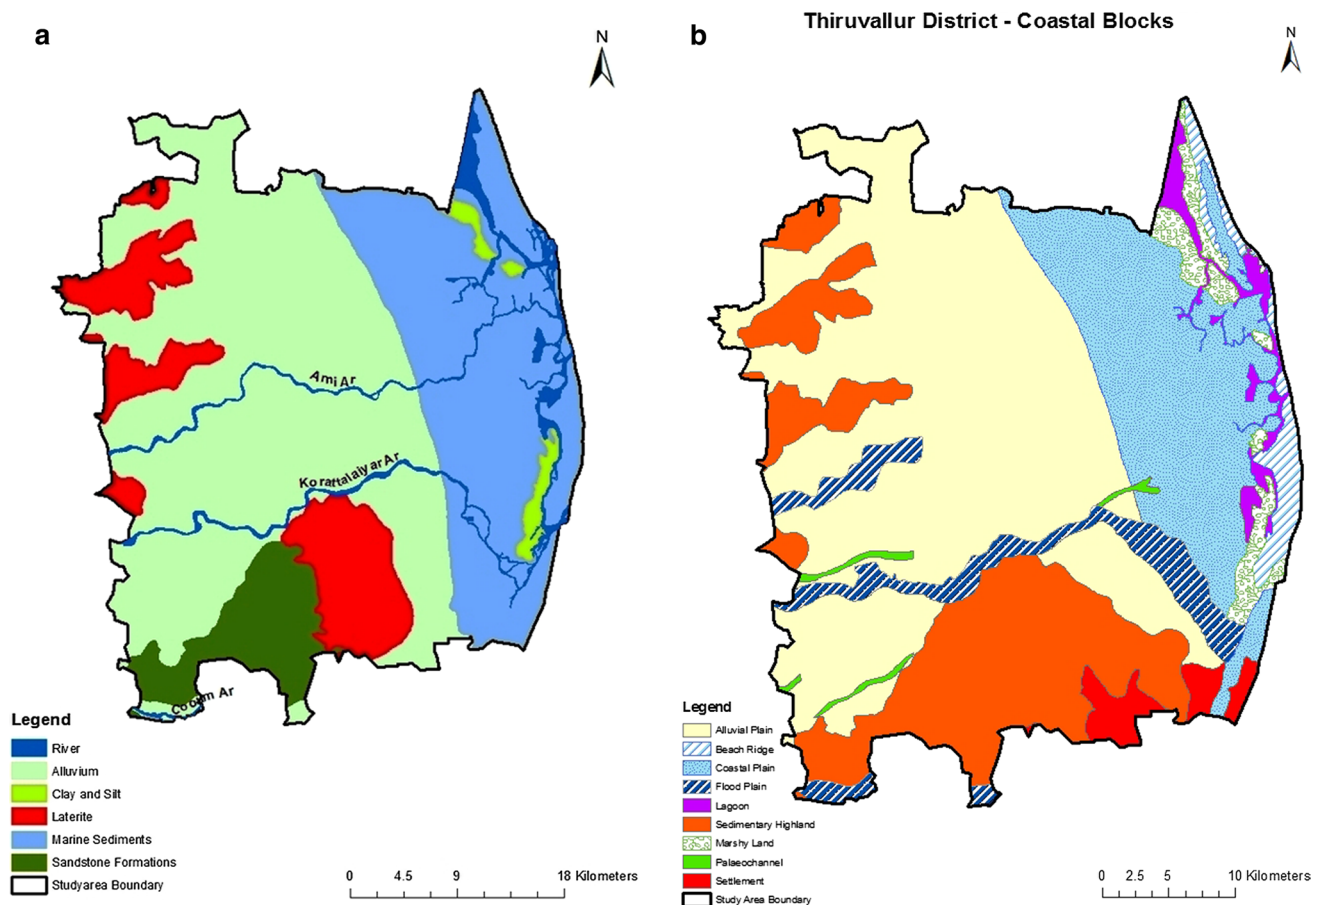 a
N
Ami Ar
Korattalaiyar Ar
Cooum Ar
Legend
River
Alluvium
Clay and Silt
Laterite
Marine Sediments
Sandstone Formations
Studyarea Boundary
0 4.5 9 18 Kilometers
b
Thiruvallur District - Coastal Blocks
N
Legend
Alluvial Plain
Beach Ridge
Coastal Plain
Flood Plain
Lagoon
Sedimentary Highland
Marshy Land
Palaeochannel
Settlement
Study Area Boundary
0 2.5 5 10 Kilometers